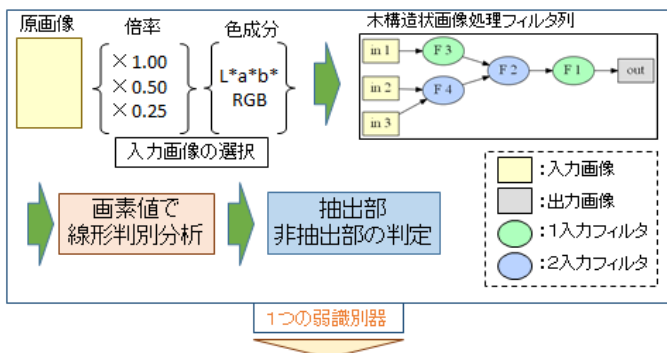 原画像
倍率
色成分
×1.00
×0.50
×0.25
L*a*b*
RGB
入力画像の選択
木構造状画像処理フィルタ列
in 1
in 2
in 3
F 3
F 4
F 2
F 1
out
:入力画像
:出力画像
:1入力フィルタ
:2入力フィルタ
画素値で
線形判別分析
抽出部
非抽出部の判定
1つの弱識別器